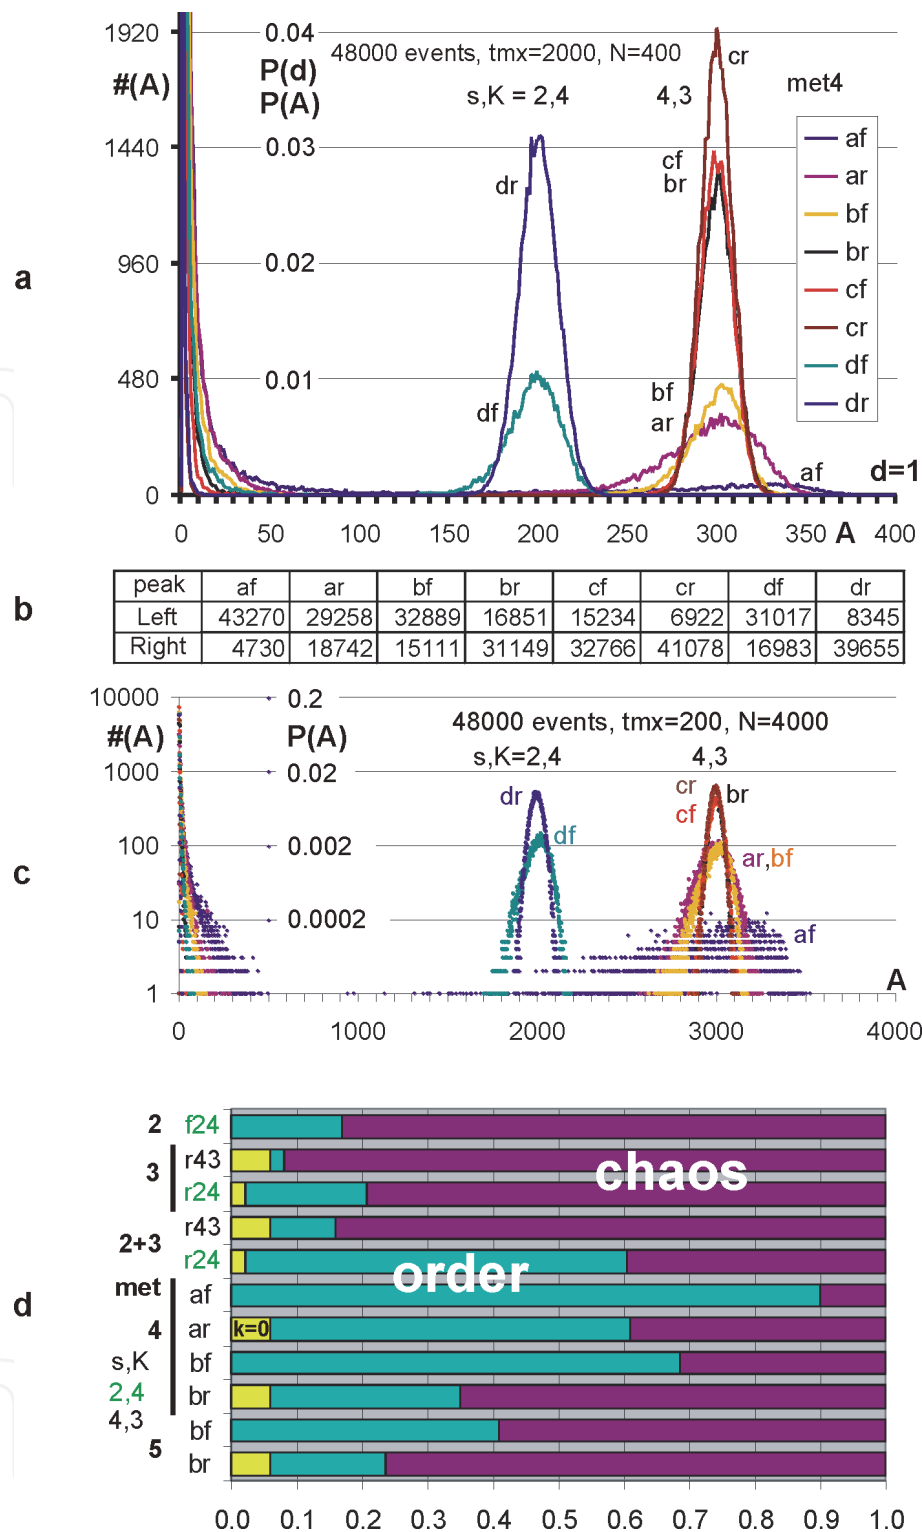 1920
0.04
48000 events, tmx=2000, N=400
cr
#(A)
P(d)
P(A)
s,K = 2,4
4,3
met4
1440
0.03
cf
br
dr
af
ar
bf
br
cf
cr
df
dr
a
960
0.02
480
0.01
bf
ar
df
af
d=1
0
0 50 100 150 200 250 300 350 A 400
b
peak af ar bf br cf cr df dr
Left 43270 29258 32889 16851 15234 6922 31017 8345
Right 4730 18742 15111 31149 32766 41078 16983 39655
10000
0.2
#(A)
P(A)
48000 events, tmx=200, N=4000
s,K=2,4
4,3
1000
0.02
dr
cr
br
cf
df
100
0.002
ar,bf
c
10
0.0002
af
1
A
0 1000 2000 3000 4000
2 f24
3 r43
r24
chaos
2+3 r43
r24
order
met
af
d
4 ar
k=0
s,K
bf
2,4
br
4,3
5 bf
br
0.0 0.1 0.2 0.3 0.4 0.5 0.6 0.7 0.8 0.9 1.0